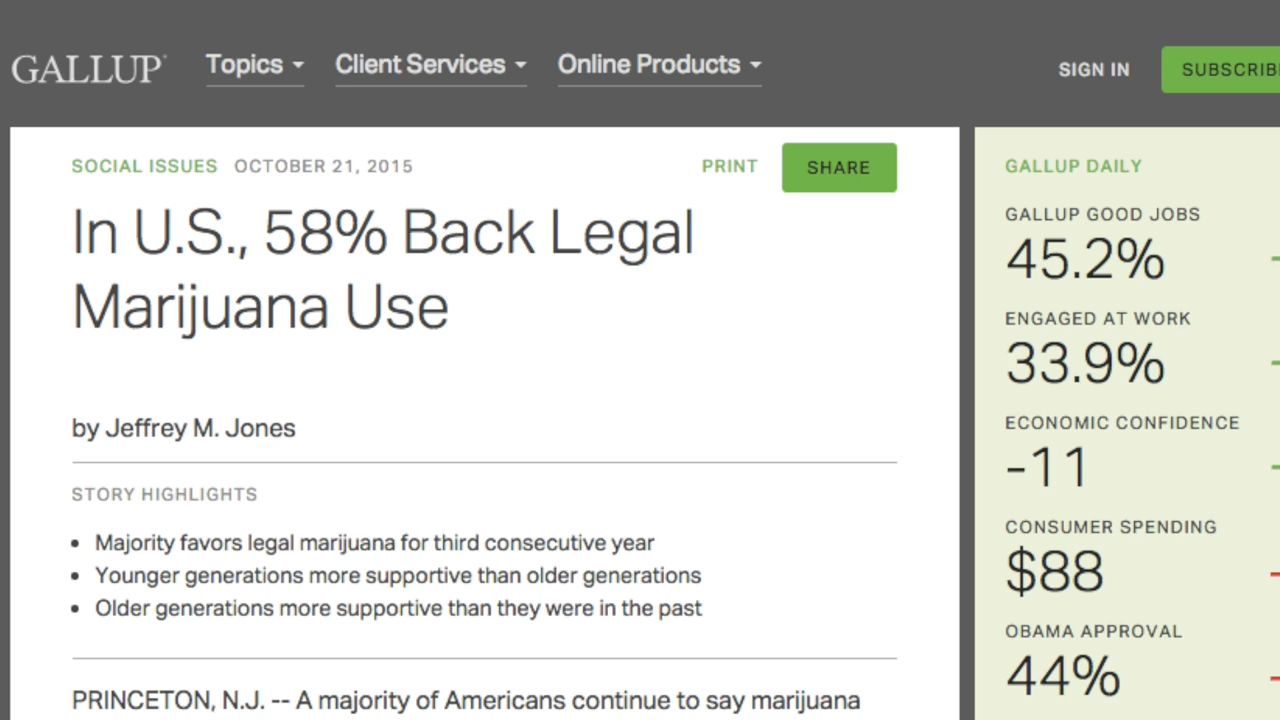 GALLUP
Topics
Client Services
Online Products
SIGN IN
SOCIAL ISSUES OCTOBER 21, 2015
PRINT
SHARE
In U.S., 58% Back Legal
Marijuana Use
by Jeffrey M. Jones
STORY HIGHLIGHTS
• Majority favors legal marijuana for third consecutive year
• Younger generations more supportive than older generations
• Older generations more supportive than they were in the past
PRINCETON, N.J. -- A majority of Americans continue to say marijuana
GALLUP DAILY
GALLUP GOOD JOBS
45.2%
ENGAGED AT WORK
33.9%
ECONOMIC CONFIDENCE
-11
CONSUMER SPENDING
$88
OBAMA APPROVAL
44%